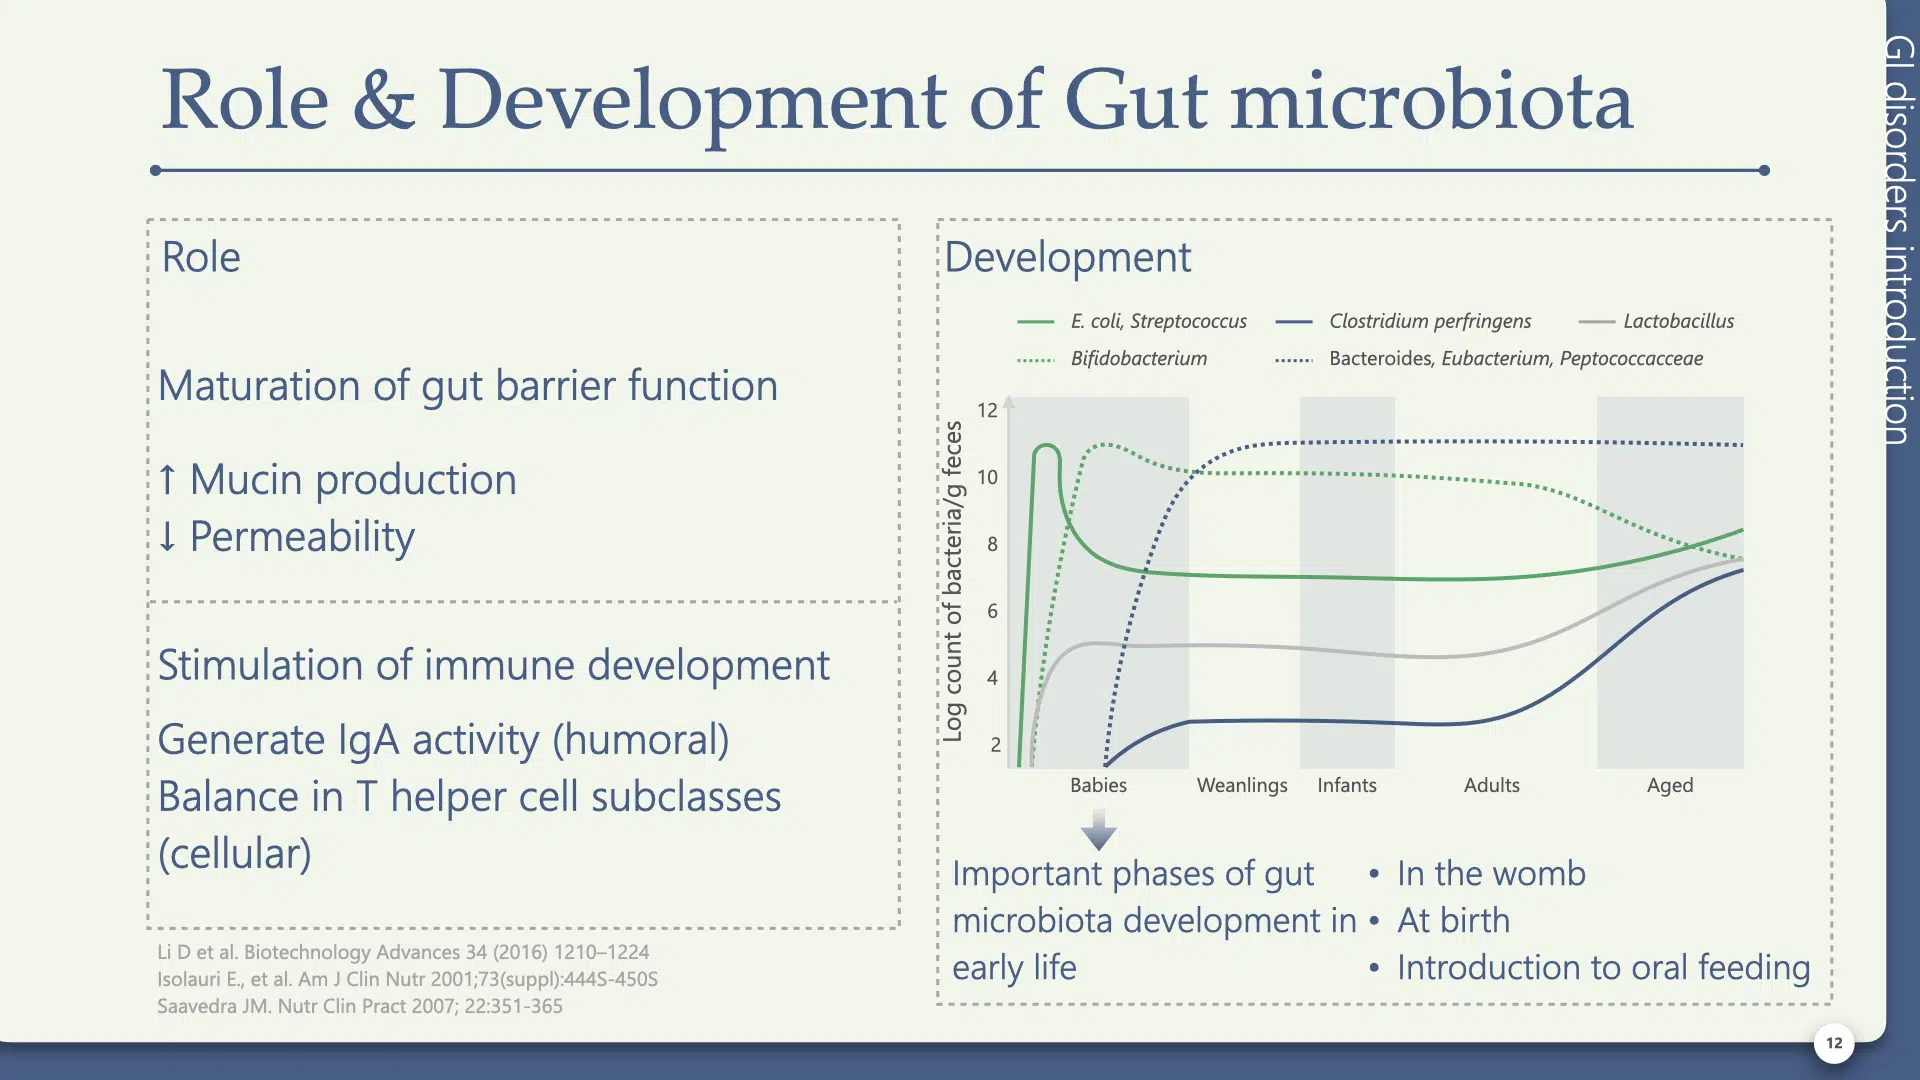 Role & Development of Gut microbiota
GI disorders introduction
Role
Maturation of gut barrier function
↑ Mucin production
↓ Permeability
Stimulation of immune development
Generate IgA activity (humoral)
Balance in T helper cell subclasses
(cellular)
Li D et al. Biotechnology Advances 34 (2016) 1210–1224
Isolauri E., et al. Am J Clin Nutr 2001;73(suppl):444S-450S
Saavedra JM. Nutr Clin Pract 2007; 22:351-365
Development
E. coli, Streptococcus
Clostridium perfringens
Lactobacillus
Bifidobacterium
Bacteroides, Eubacterium, Peptococcacceae
Log count of bacteria/g feces
12
10
8
6
4
2
Babies
Weanlings
Infants
Adults
Aged
Important phases of gut
microbiota development in
early life
• In the womb
• At birth
• Introduction to oral feeding
12